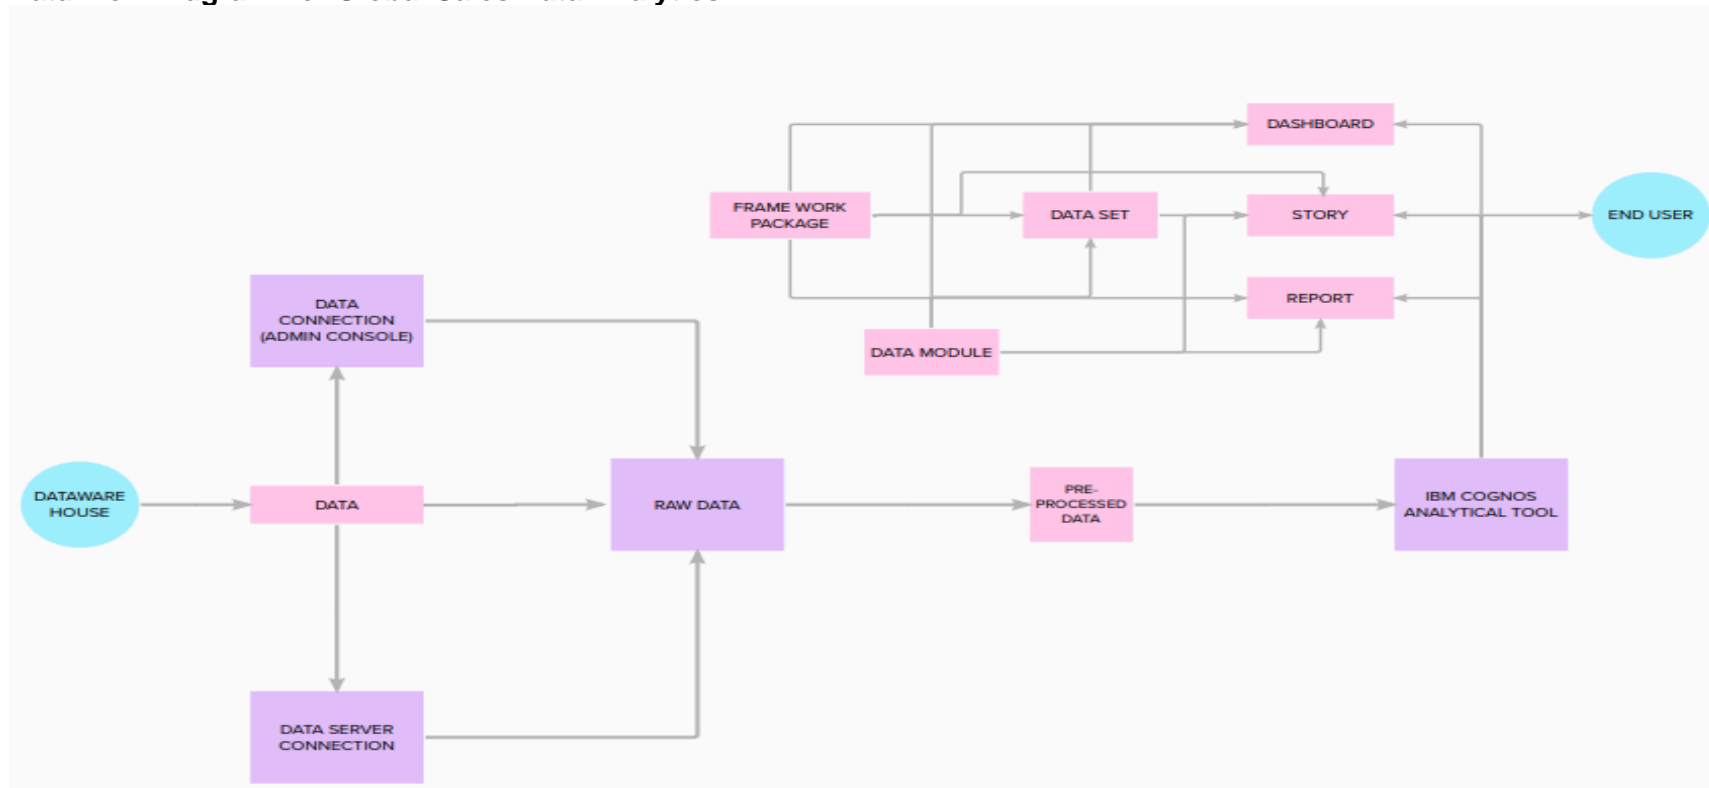 DASHBOARD
FRAME WORK
PACKAGE
DATA SET
STORY
END USER
REPORT
DATA MODULE
DATA
CONNECTION
(ADMIN CONSOLE)
DATAWARE
HOUSE
DATA
RAW DATA
PRE-
PROCESSED
DATA
IBM COGNOS
ANALYTICAL TOOL
DATA SERVER
CONNECTION